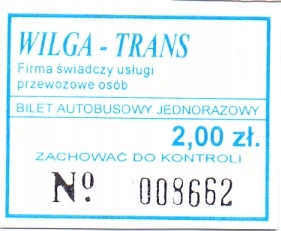 WILGA - TRANS
Firma świadczy usługi
przewozowe osób
BILET AUTOBUSOWY JEDNORAZOWY
2,00 zł.
ZACHOWAĆ DO KONTROLI
Nº 008662